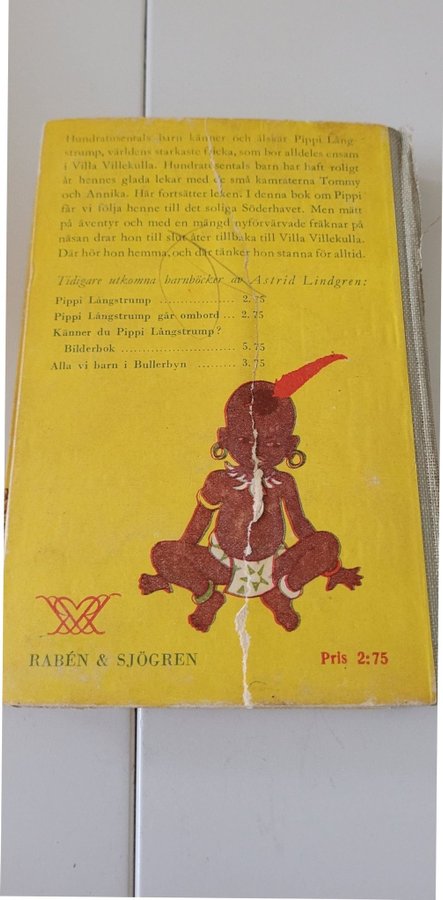 Hundratusentals barn känner och älskar Pippi Lång-
strump, världens starkaste flicka, som bor alldeles ensam
i Villa Villekulla. Hundratusentals barn har haft roligt
åt hennes glada lekar med de små kamraterna Tommy
och Annika. Här fortsätter leken. I denna bok om Pippi
får vi följa henne till det soliga Söderhavet. Men mätt
på äventyr och med en mängd nyförvärvade fräknar på
näsan drar hon till slut åter tillbaka till Villa Villekulla.
Där hör hon hemma, och där tänker hon stanna för alltid.
Tidigare utkomna barnböcker av Astrid Lindgren:
Pippi Långstrump ................ 2.75
Pippi Långstrump går ombord ... 2.75
Känner du Pippi Långstrump?
Bilderbok ........................ 5.75
Alla vi barn i Bullerbyn ......... 3.75
RABÉN & SJÖGREN
Pris 2:75